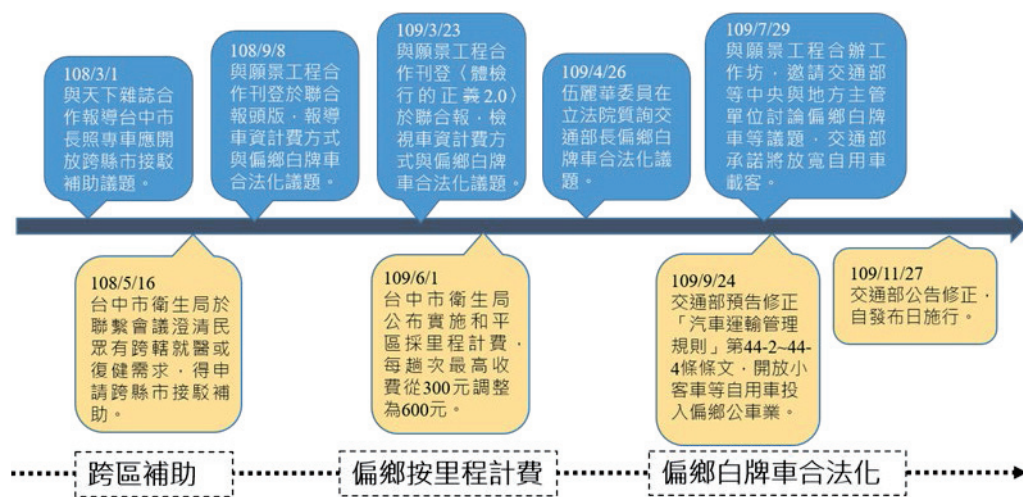 108/3/1
與天下雜誌合
作報導台中市
長照專車應開
放跨縣市接駁
補助議題。
108/9/8
與願景工程合
作刊登於聯合
報頭版，報導
車資計費方式
與偏鄉白牌車
合法化議題。
109/3/23
與願景工程合
作刊登〈體檢
行的正義2.0〉
於聯合報，檢
視車資計費方
式與偏鄉白牌
車合法化議題。
109/4/26
伍麗華委員在
立法院質詢交
通部長偏鄉白
牌車合法化議
題。
109/7/29
與願景工程合辦工
作坊，邀請交通部
等中央與地方主管
單位討論偏鄉白牌
車等議題，交通部
承諾將放寬自用車
載客。
108/5/16
台中市衛生局於
聯繫會議澄清民
眾有跨轄就醫或
復健需求，得申
請跨縣市接駁補
助。
109/6/1
台中市衛生局
公布實施和平
區採里程計費，
每趟次最高收
費從300元調整
為600元。
109/9/24
交通部預告修正
「汽車運輸管理
規則」第44-2~44-
4條條文，開放小
客車等自用車投
入偏鄉公車業。
109/11/27
交通部公告修正，
自發布日施行。
跨區補助
偏鄉按里程計費
偏鄉白牌車合法化